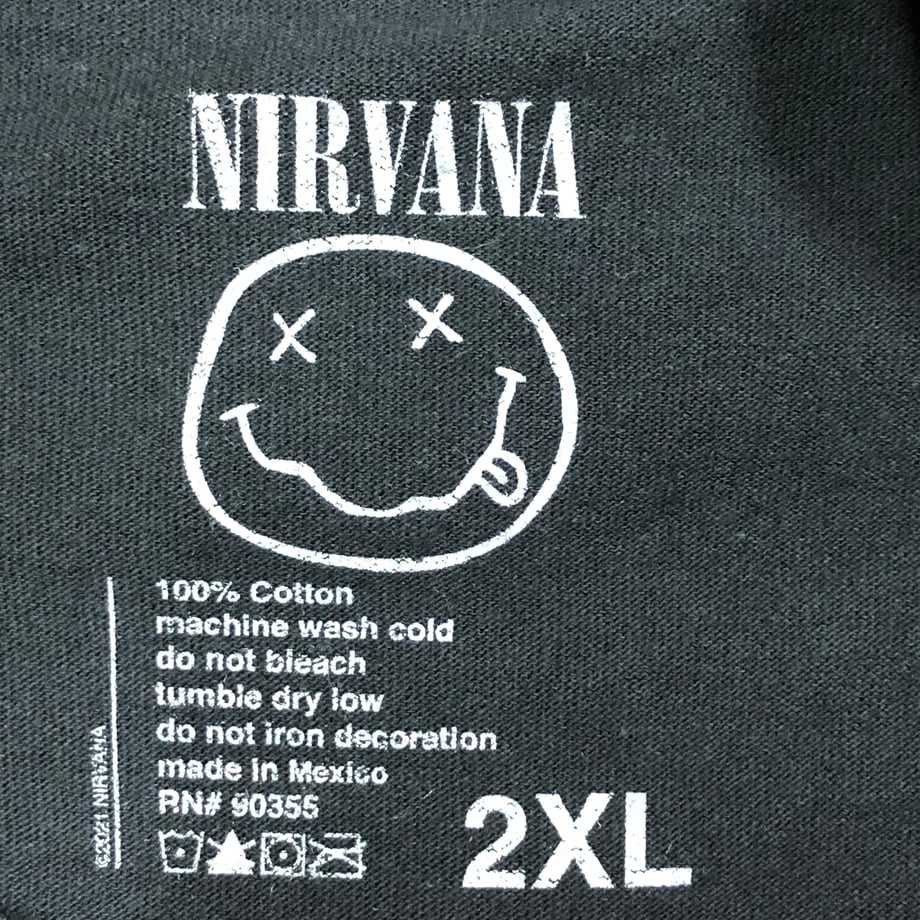 NIRVANA
100% Cotton
machine wash cold
do not bleach
tumble dry low
do not iron decoration
made in Mexico
RN# 90355
©2021 NIRVANA
2XL